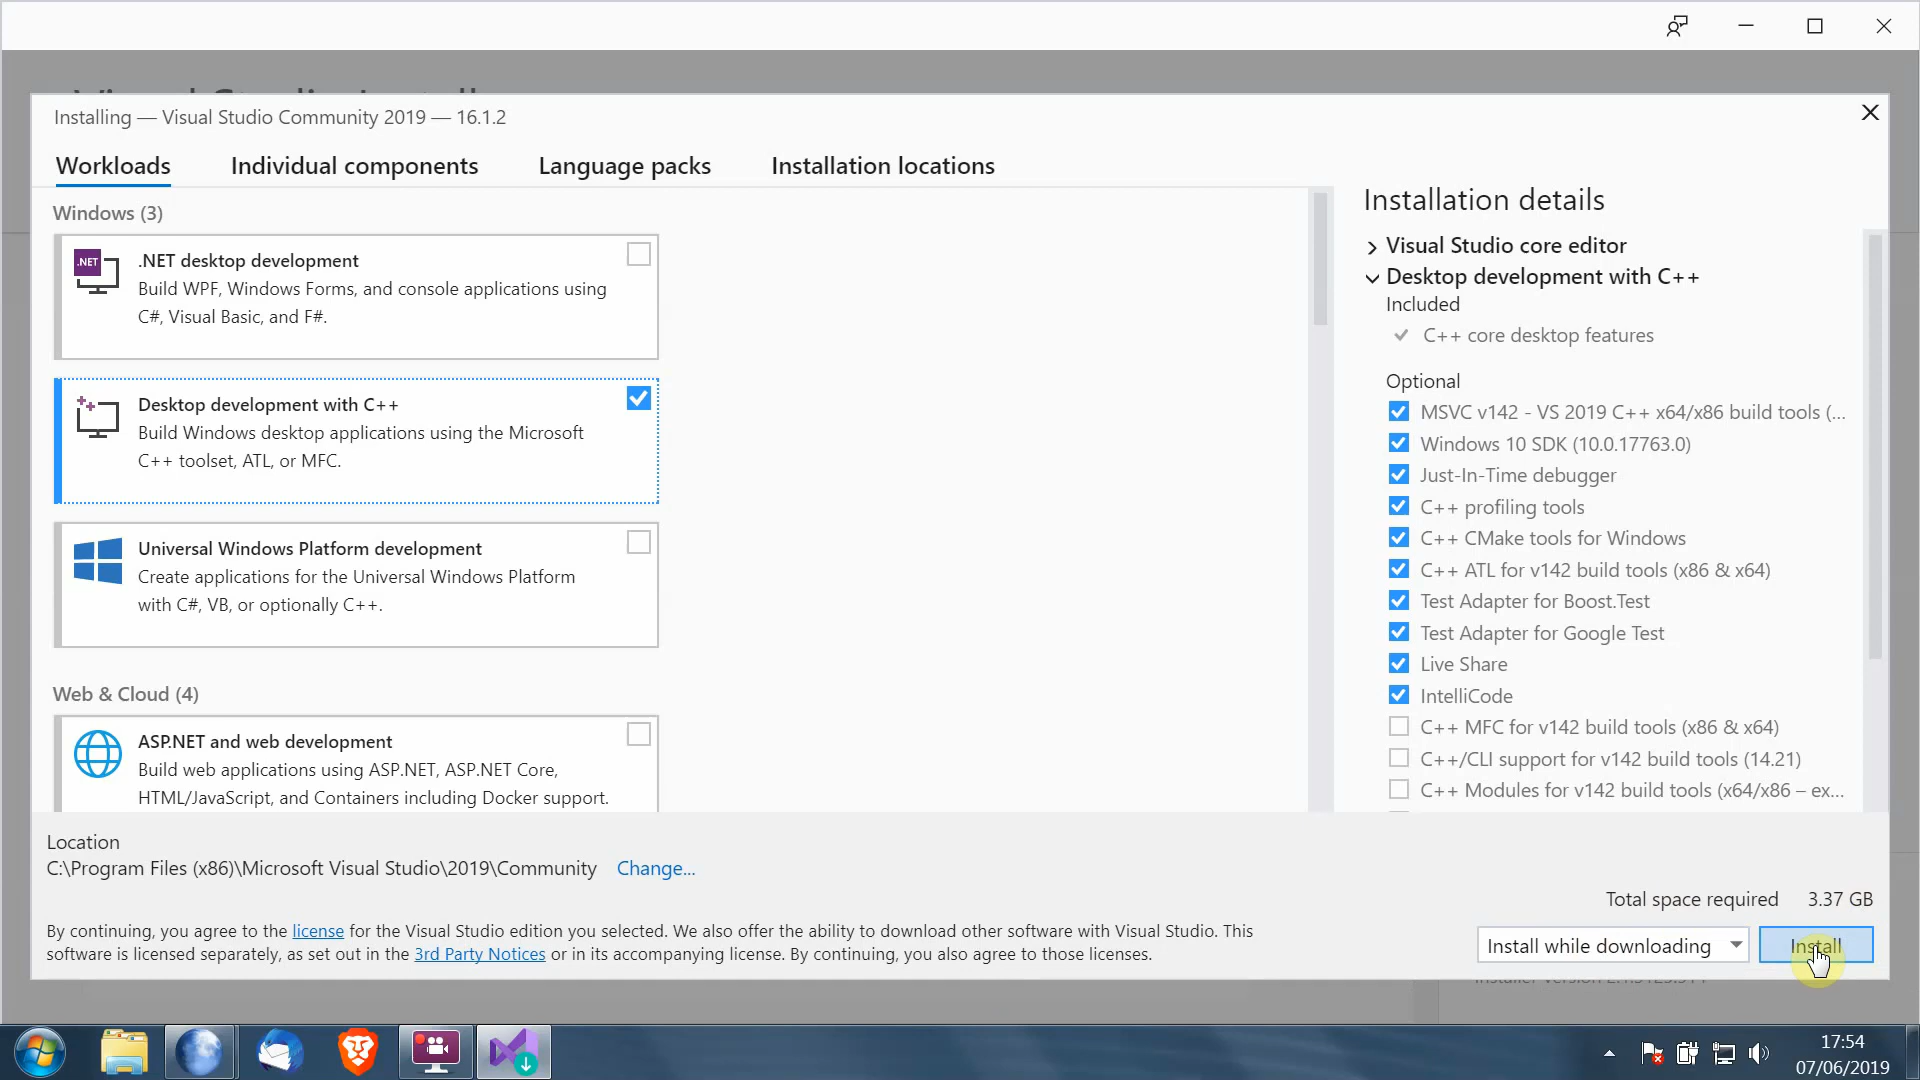 Installing — Visual Studio Community 2019 — 16.1.2
Workloads
Individual components
Language packs
Installation locations
Windows (3)
.NET
.NET desktop development
Build WPF, Windows Forms, and console applications using
C#, Visual Basic, and F#.
Desktop development with C++
Build Windows desktop applications using the Microsoft
C++ toolset, ATL, or MFC.
Universal Windows Platform development
Create applications for the Universal Windows Platform
with C#, VB, or optionally C++.
Web & Cloud (4)
ASP.NET and web development
Build web applications using ASP.NET, ASP.NET Core,
HTML/JavaScript, and Containers including Docker support.
Installation details
Visual Studio core editor
Desktop development with C++
Included
C++ core desktop features
Optional
MSVC v142 - VS 2019 C++ x64/x86 build tools (...
Windows 10 SDK (10.0.17763.0)
Just-In-Time debugger
C++ profiling tools
C++ CMake tools for Windows
C++ ATL for v142 build tools (x86 & x64)
Test Adapter for Boost.Test
Test Adapter for Google Test
Live Share
IntelliCode
C++ MFC for v142 build tools (x86 & x64)
C++/CLI support for v142 build tools (14.21)
C++ Modules for v142 build tools (x64/x86 – ex...
Location
C:\Program Files (x86)\Microsoft Visual Studio\2019\Community Change...
Total space required 3.37 GB
By continuing, you agree to the license for the Visual Studio edition you selected. We also offer the ability to download other software with Visual Studio. This
software is licensed separately, as set out in the 3rd Party Notices or in its accompanying license. By continuing, you also agree to those licenses.
Install while downloading
Install
17:54
07/06/2019